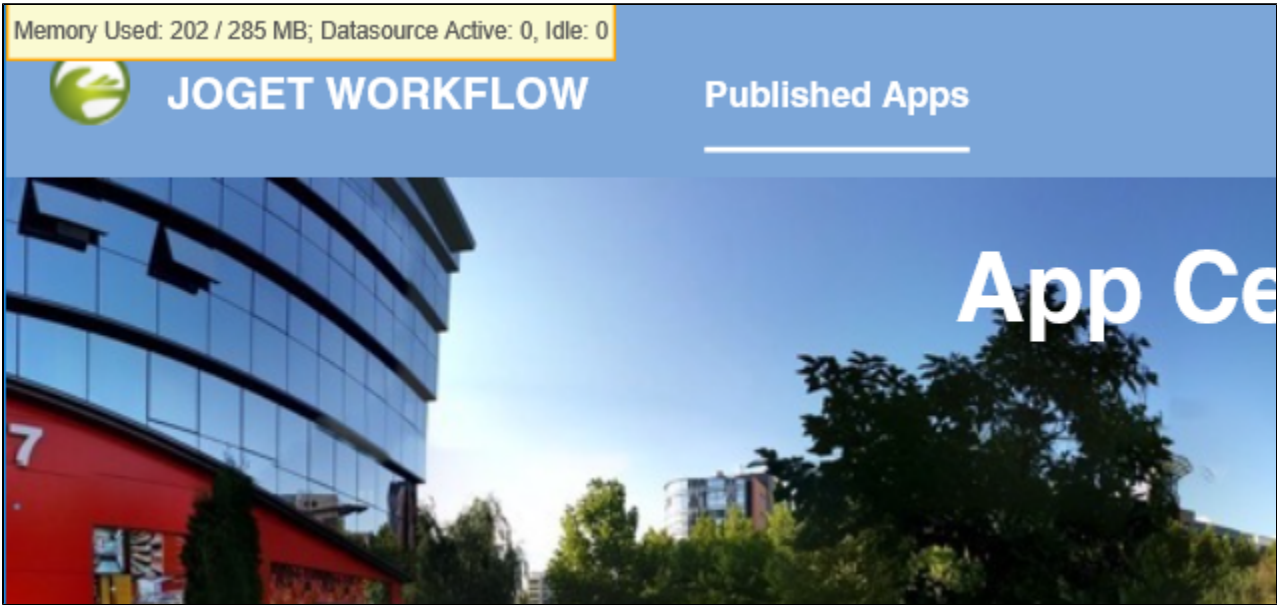 Memory Used: 202 / 285 MB; Datasource Active: 0, Idle: 0
JOGET WORKFLOW
Published Apps
App Ce
7